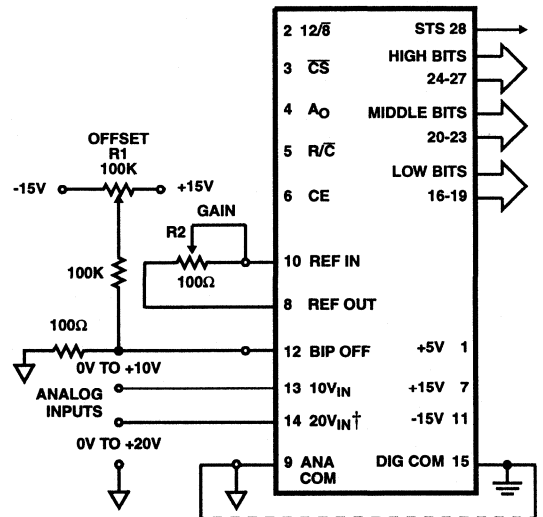 2 12/8̅ STS 28
HIGH BITS
3 C̅S̅ 24-27
4 AO MIDDLE BITS
20-23
OFFSET
R1
100K
5 R/C̅
LOW BITS
-15V +15V
6 CE 16-19
GAIN
R2
10 REF IN
100K
100Ω
8 REF OUT
100Ω
12 BIP OFF +5V 1
0V TO +10V
13 10VIN +15V 7
ANALOG
INPUTS
14 20VIN† -15V 11
0V TO +20V
9 ANA DIG COM 15
COM